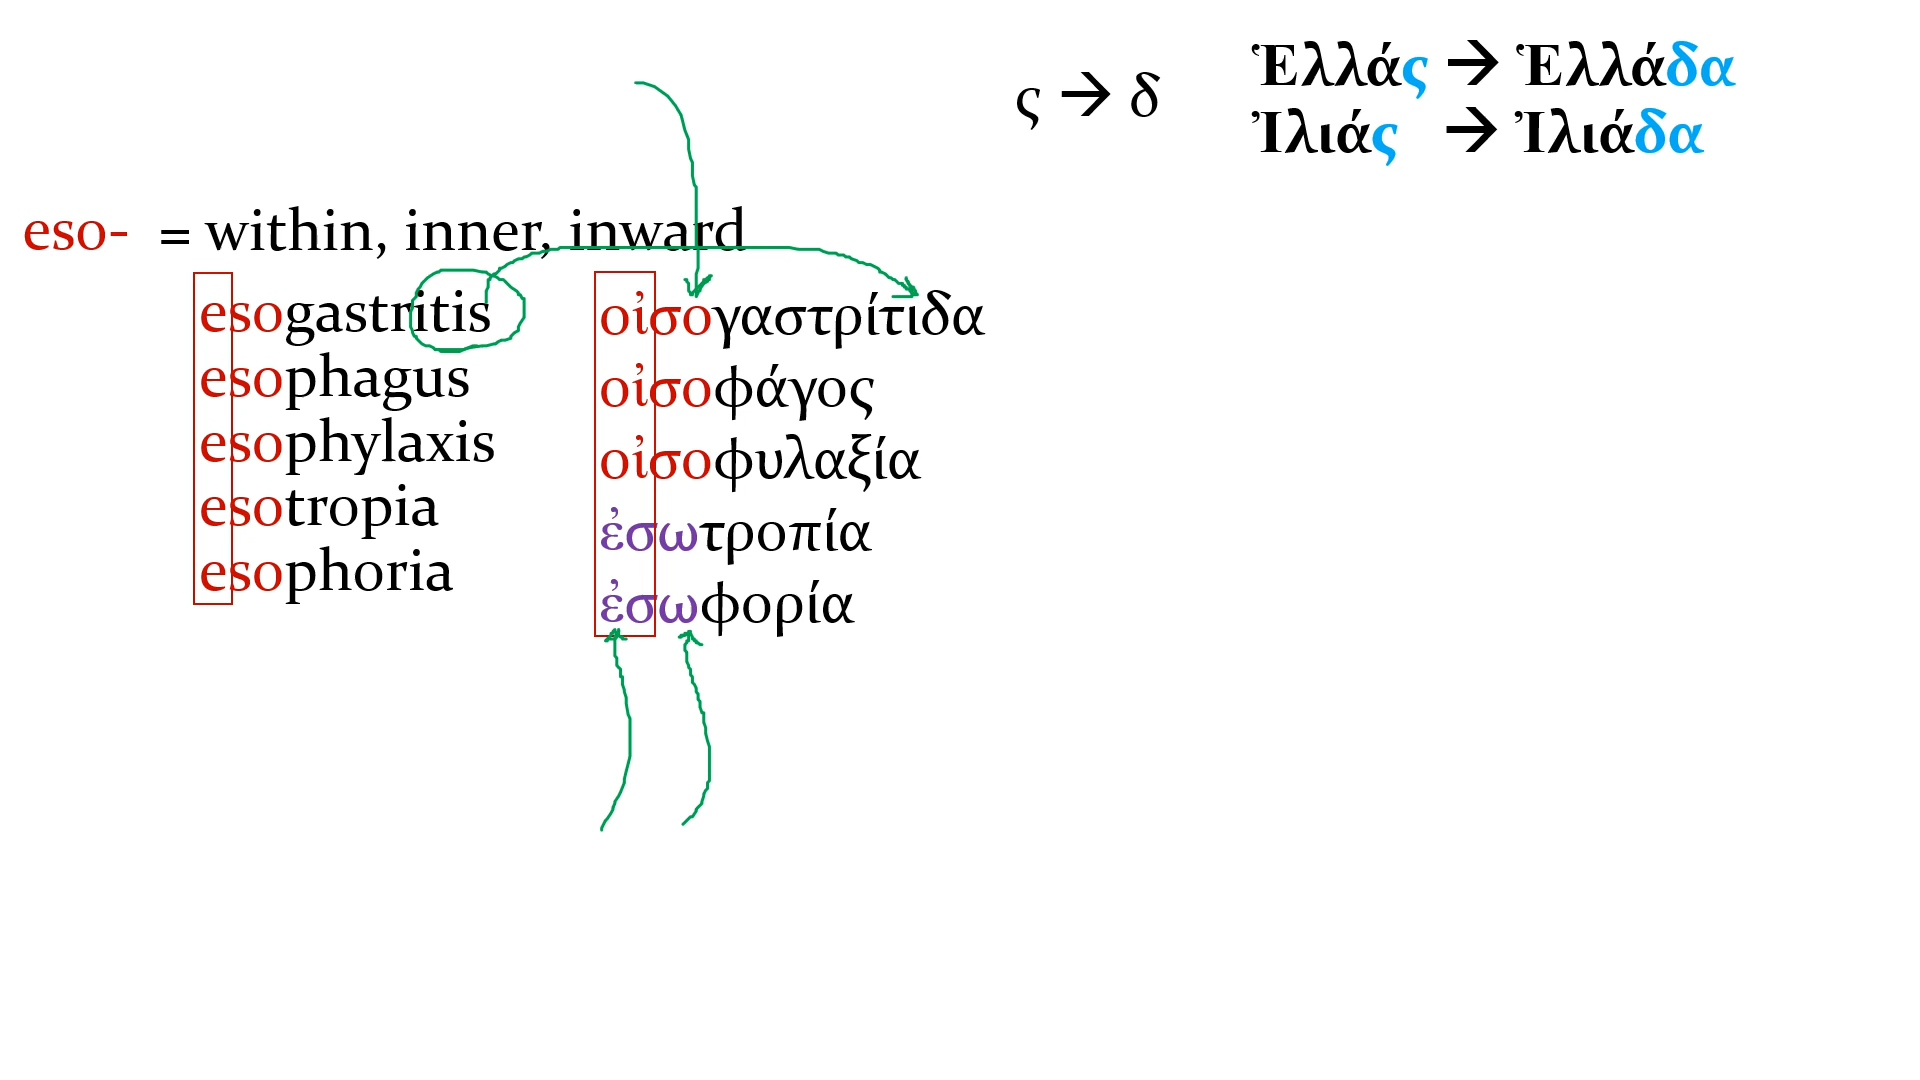 ς → δ
Ἑλλάς → Ἑλλάδα
Ἰλιάς → Ἰλιάδα
eso- = within, inner, inward
esogastritis
esophagus
esophylaxis
esotropia
esophoria
οἰσογαστρίτιδα
οἰσοφάγος
οἰσοφυλαξία
ἐσωτροπία
ἐσωφορία